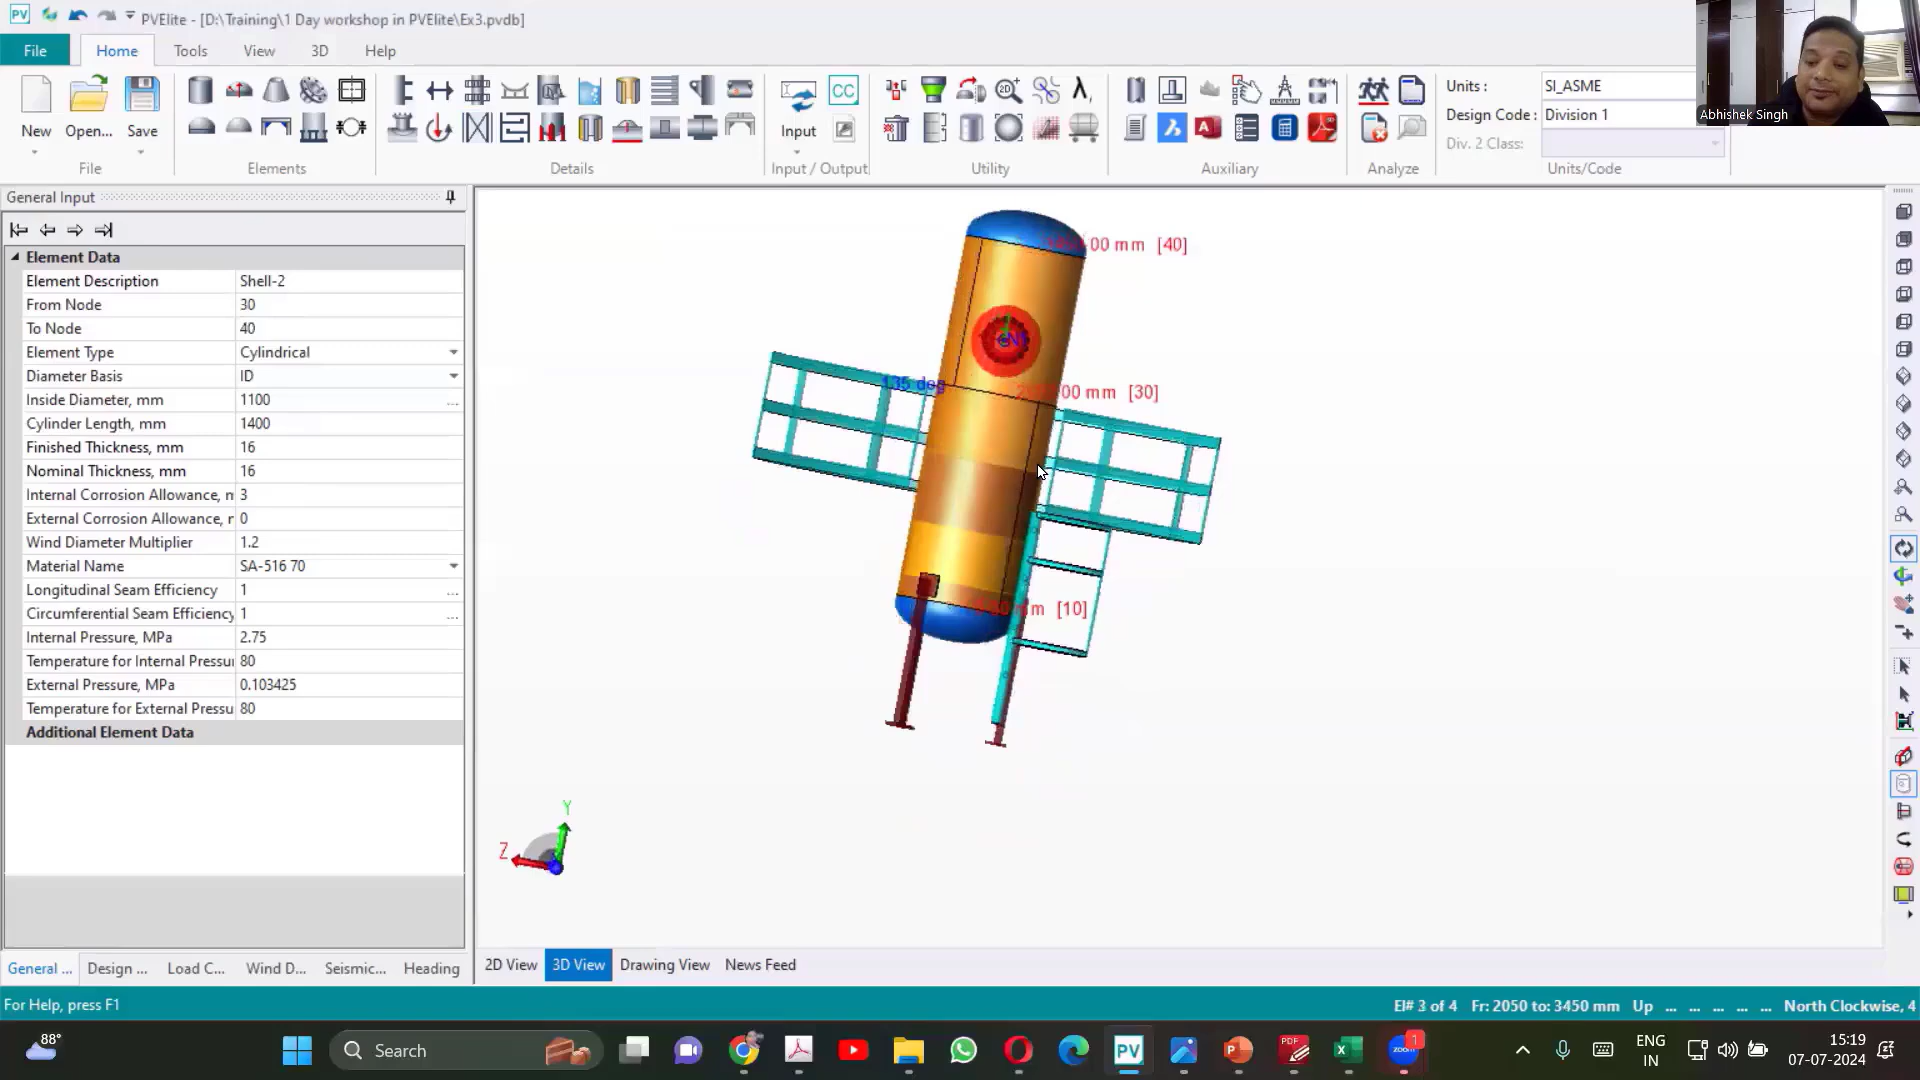 PV
PVElite - [D:\Training\1 Day workshop in PVElite\Ex3.pvdb]
File
Home
Tools
View
3D
Help
New
Open...
Save
Input
CC
λ
2D
Units :
SI_ASME
Design Code :
Division 1
Div. 2 Class:
Abhishek Singh
File
Elements
Details
Input / Output
Utility
Auxiliary
Analyze
Units/Code
General Input
Element Data
Element Description Shell-2
From Node 30
To Node 40
Element Type Cylindrical
Diameter Basis ID
Inside Diameter, mm 1100 ...
Cylinder Length, mm 1400
Finished Thickness, mm 16
Nominal Thickness, mm 16
Internal Corrosion Allowance, m 3
External Corrosion Allowance, r 0
Wind Diameter Multiplier 1.2
Material Name SA-516 70
Longitudinal Seam Efficiency 1 ...
Circumferential Seam Efficiency 1 ...
Internal Pressure, MPa 2.75
Temperature for Internal Pressu 80
External Pressure, MPa 0.103425
Temperature for External Pressu 80
Additional Element Data
00 mm [40]
135 deg
00 mm [30]
[10]
Y
Z
General ...
Design ...
Load C...
Wind D...
Seismic...
Heading
2D View
3D View
Drawing View
News Feed
For Help, press F1
El# 3 of 4
Fr: 2050 to: 3450 mm
Up
... ... ... ... ...
North Clockwise, 4
88°
Search
PV
PDF
zoom
1
ENG
IN
15:19
07-07-2024